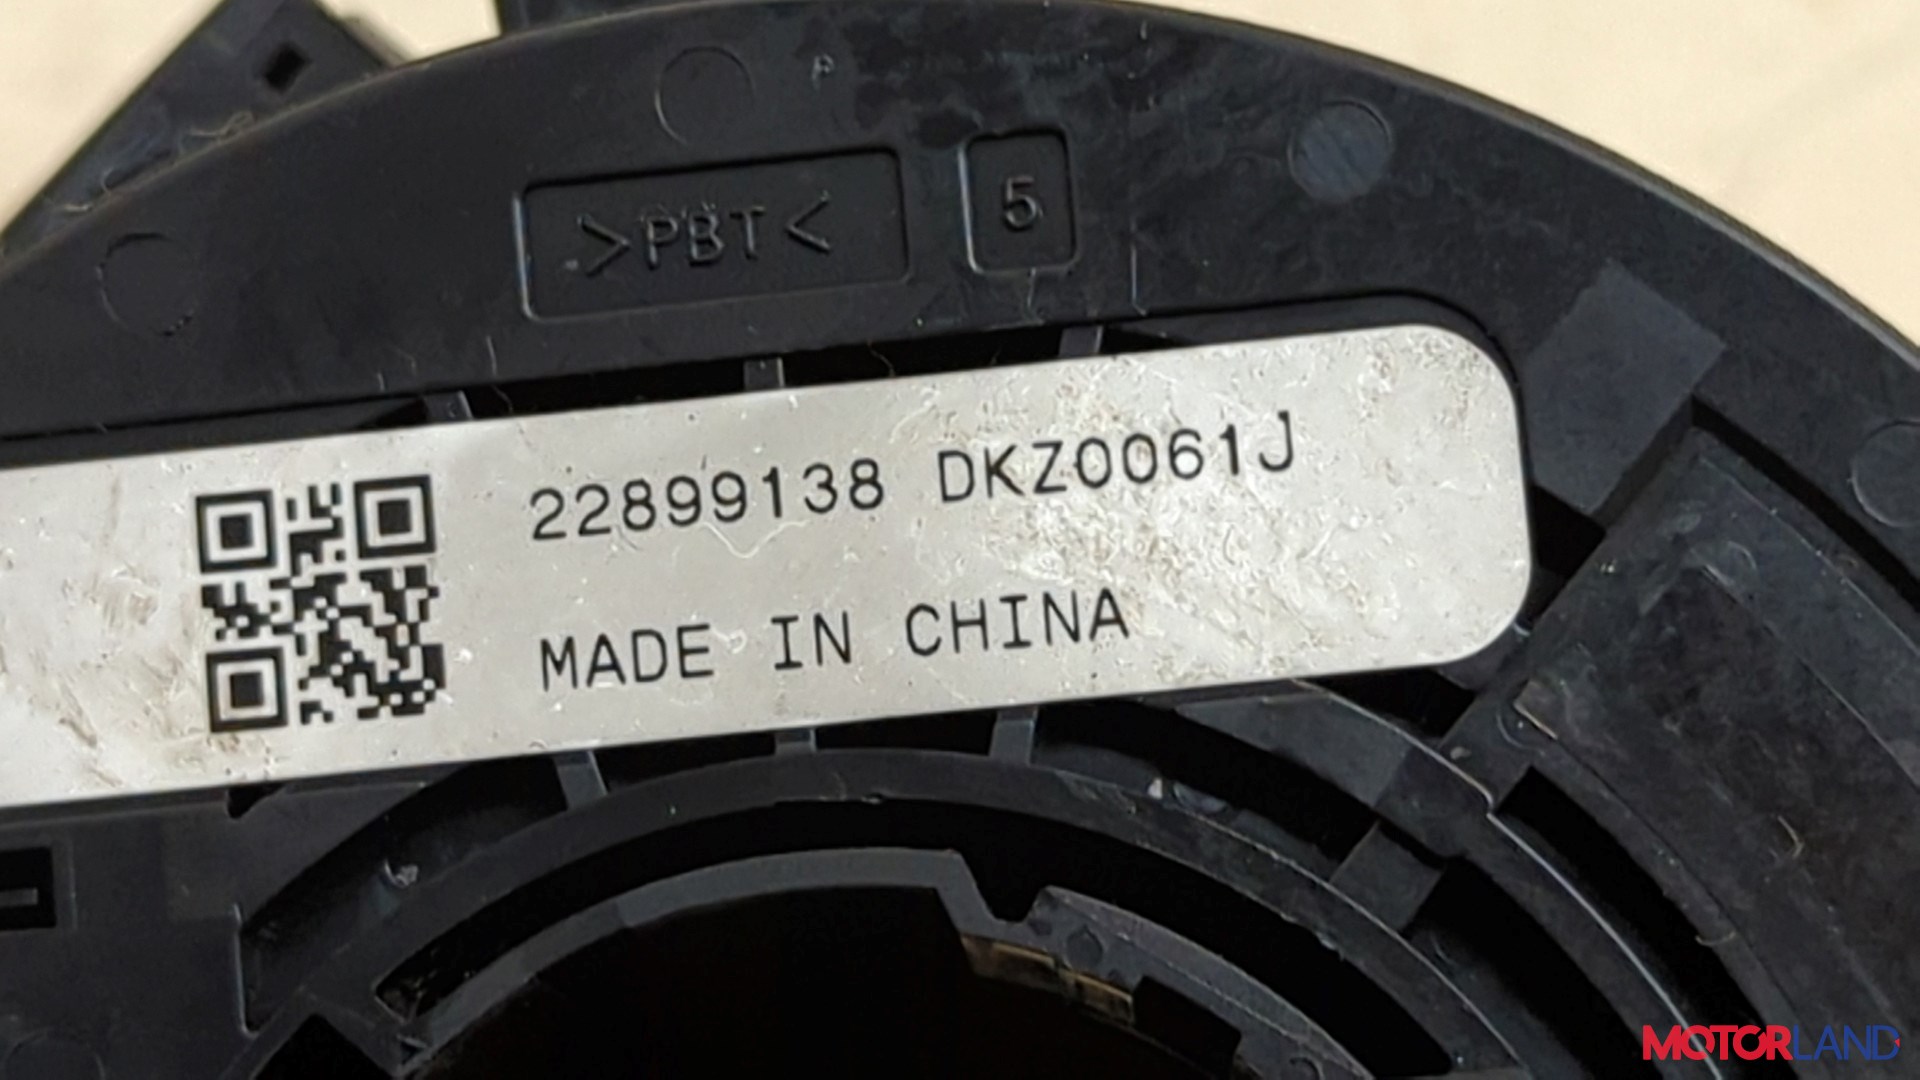 >PBT< 5
22899138 DKZ0061J
MADE IN CHINA
MOTORLAND